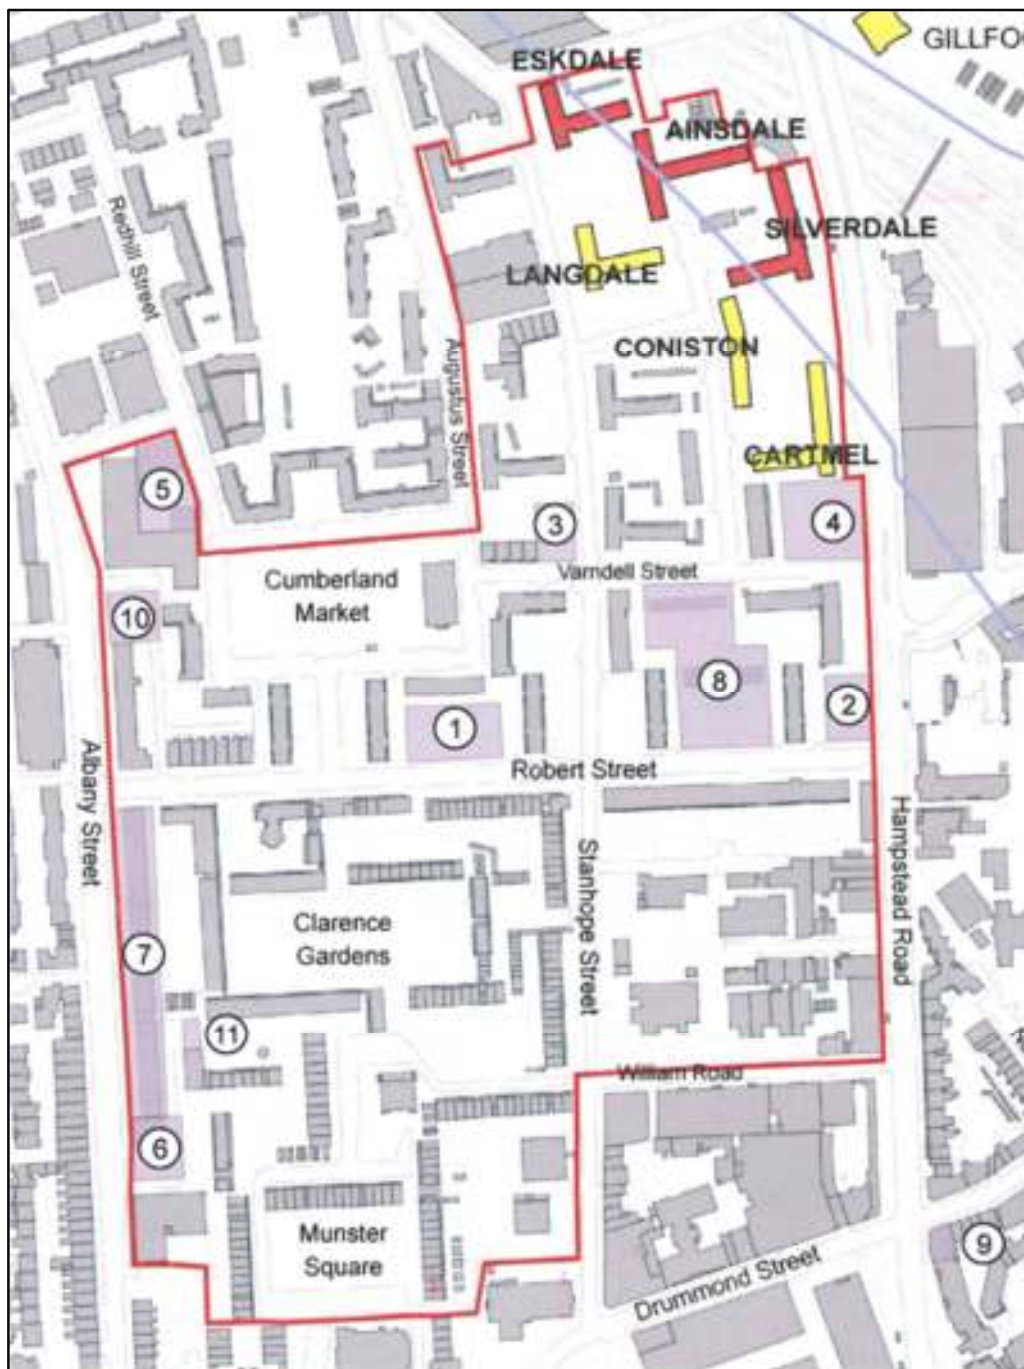 GILLFOO
ESKDALE
AINSDALE
SILVERDALE
LANGDALE
Redhill Street
CONISTON
Augustus Street
CARTMEL
5
3
4
Varndell Street
Cumberland
Market
10
8
2
1
Robert Street
Albany Street
Hampstead Road
Stanhope Street
Clarence
Gardens
7
11
William Road
6
Munster
Square
9
Drummond Street